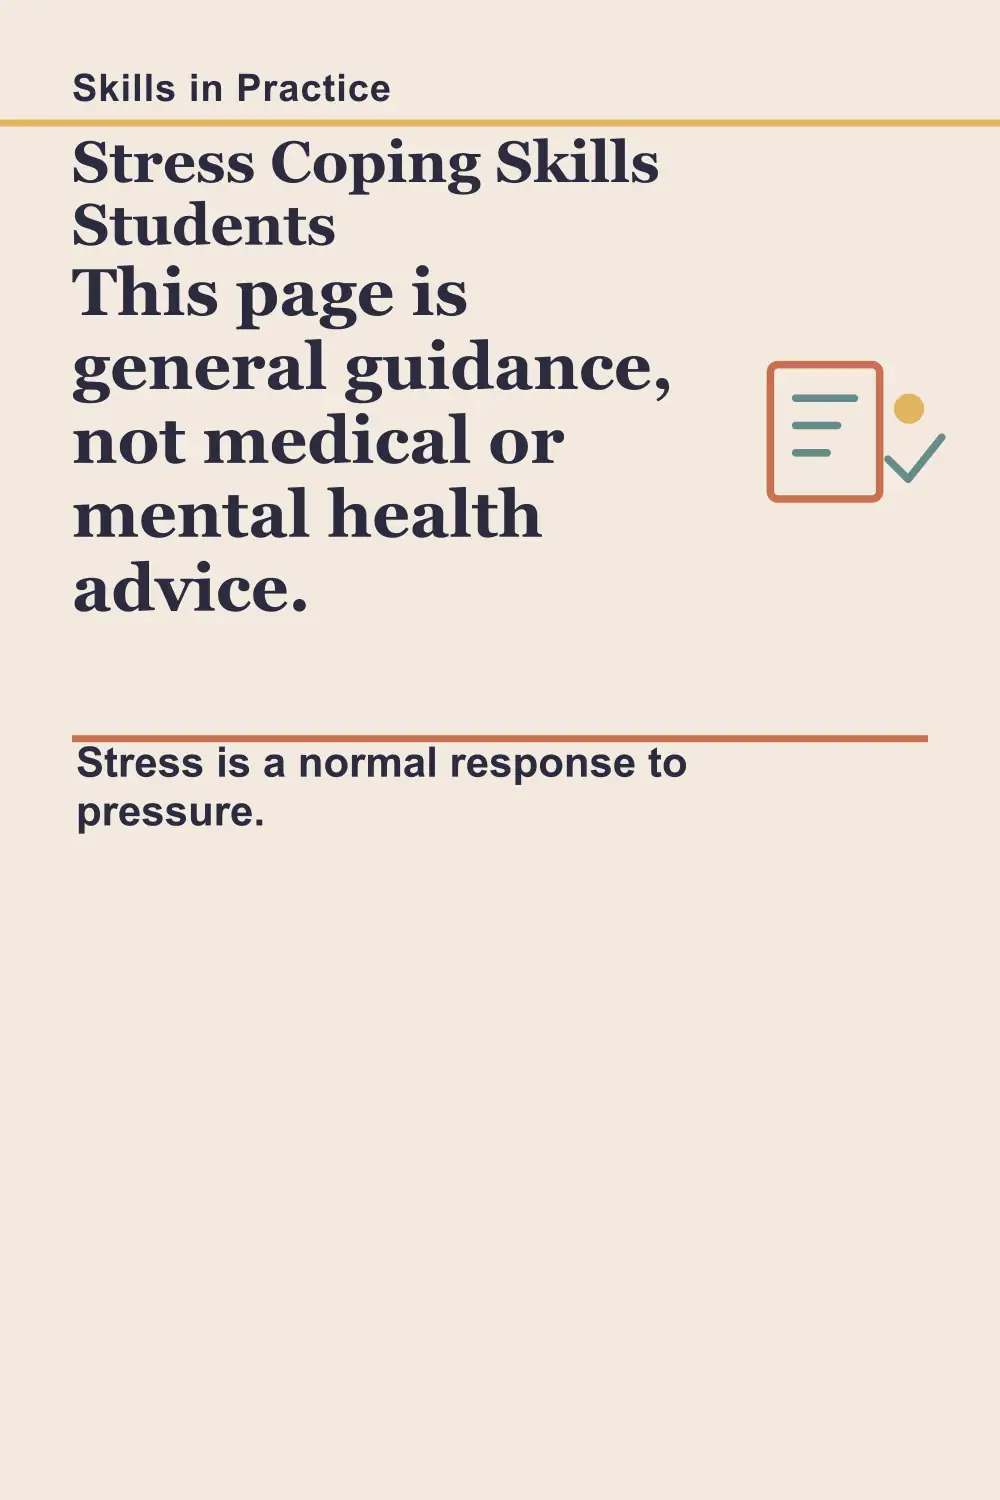 Skills in Practice
Stress Coping Skills
Students
This page is
general guidance,
not medical or
mental health
advice.
Stress is a normal response to
pressure.